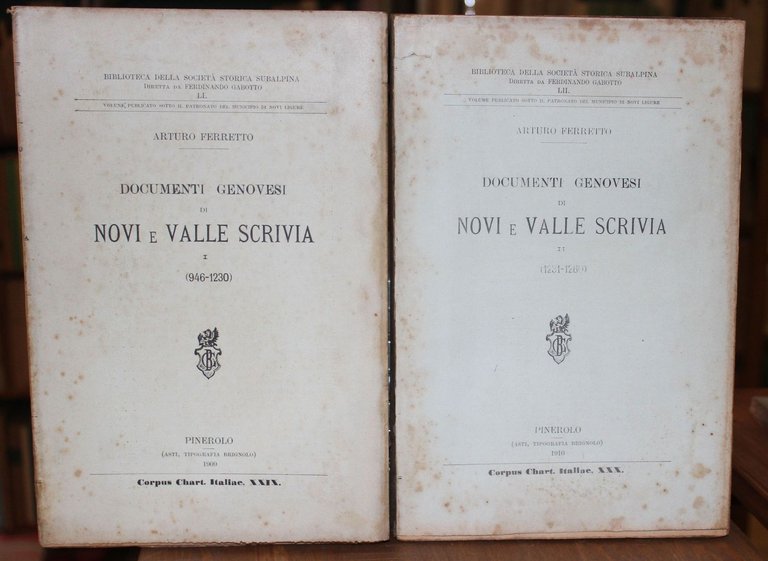 BIBLIOTECA DELLA SOCIETÀ STORICA SUBALPINA
DIRETTA DA FERDINANDO GABOTTO
LI.
VOLUME PUBLICATO SOTTO IL PATRONATO DEL MUNICIPIO DI NOVI LIGURE
ARTURO FERRETTO
DOCUMENTI GENOVESI
DI
NOVI E VALLE SCRIVIA
I
(946-1230)
PINEROLO
(ASTI, TIPOGRAFIA BRIGNOLO)
1909
Corpus Chart. Italiae. XXIX.
BIBLIOTECA DELLA SOCIETÀ STORICA SUBALPINA
DIRETTA DA FERDINANDO GABOTTO
LII.
VOLUME PUBLICATO SOTTO IL PATRONATO DEL MUNICIPIO DI NOVI LIGURE
ARTURO FERRETTO
DOCUMENTI GENOVESI
DI
NOVI E VALLE SCRIVIA
II
PINEROLO
(ASTI, TIPOGRAFIA BRIGNOLO)
1910
Corpus Chart. Italiae. XXX.